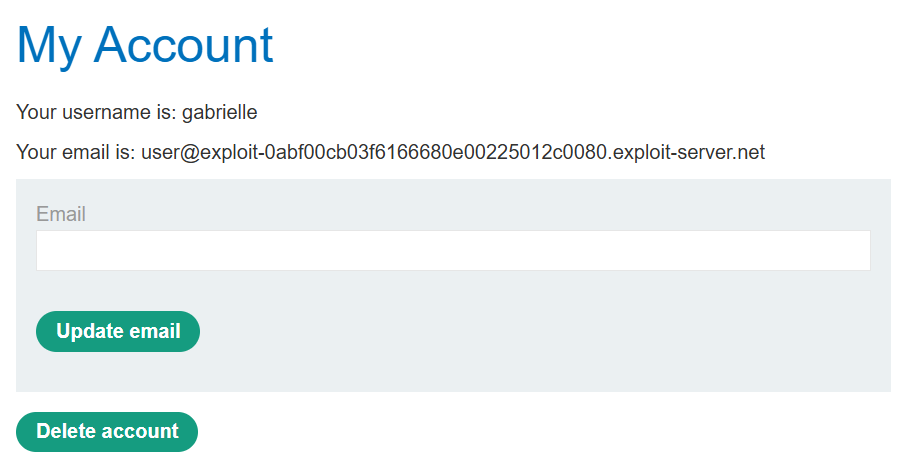 My Account
Your username is: gabrielle
Your email is: user@exploit-0abf00cb03f6166680e00225012c0080.exploit-server.net
Email
Update email
Delete account